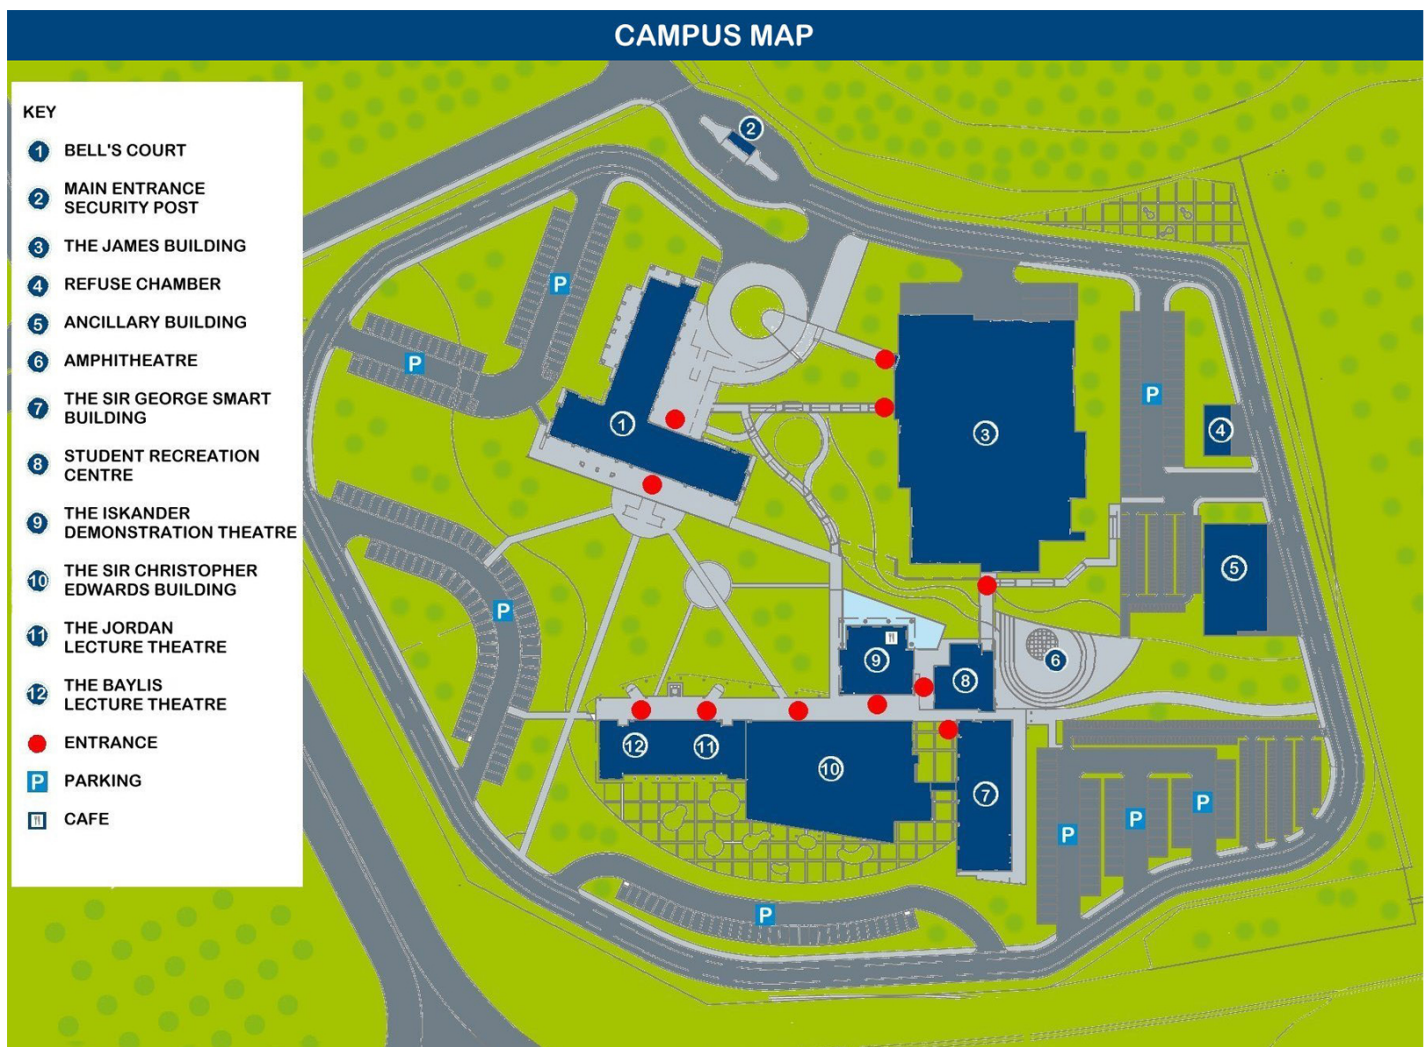 CAMPUS MAP
KEY
1 BELL'S COURT
2 MAIN ENTRANCE
SECURITY POST
3 THE JAMES BUILDING
4 REFUSE CHAMBER
5 ANCILLARY BUILDING
6 AMPHITHEATRE
7 THE SIR GEORGE SMART
BUILDING
8 STUDENT RECREATION
CENTRE
9 THE ISKANDER
DEMONSTRATION THEATRE
10 THE SIR CHRISTOPHER
EDWARDS BUILDING
11 THE JORDAN
LECTURE THEATRE
12 THE BAYLIS
LECTURE THEATRE
ENTRANCE
P PARKING
CAFE
2
P
P
P
1
3
4
5
P
9
8
6
12
11
10
7
P
P
P
P